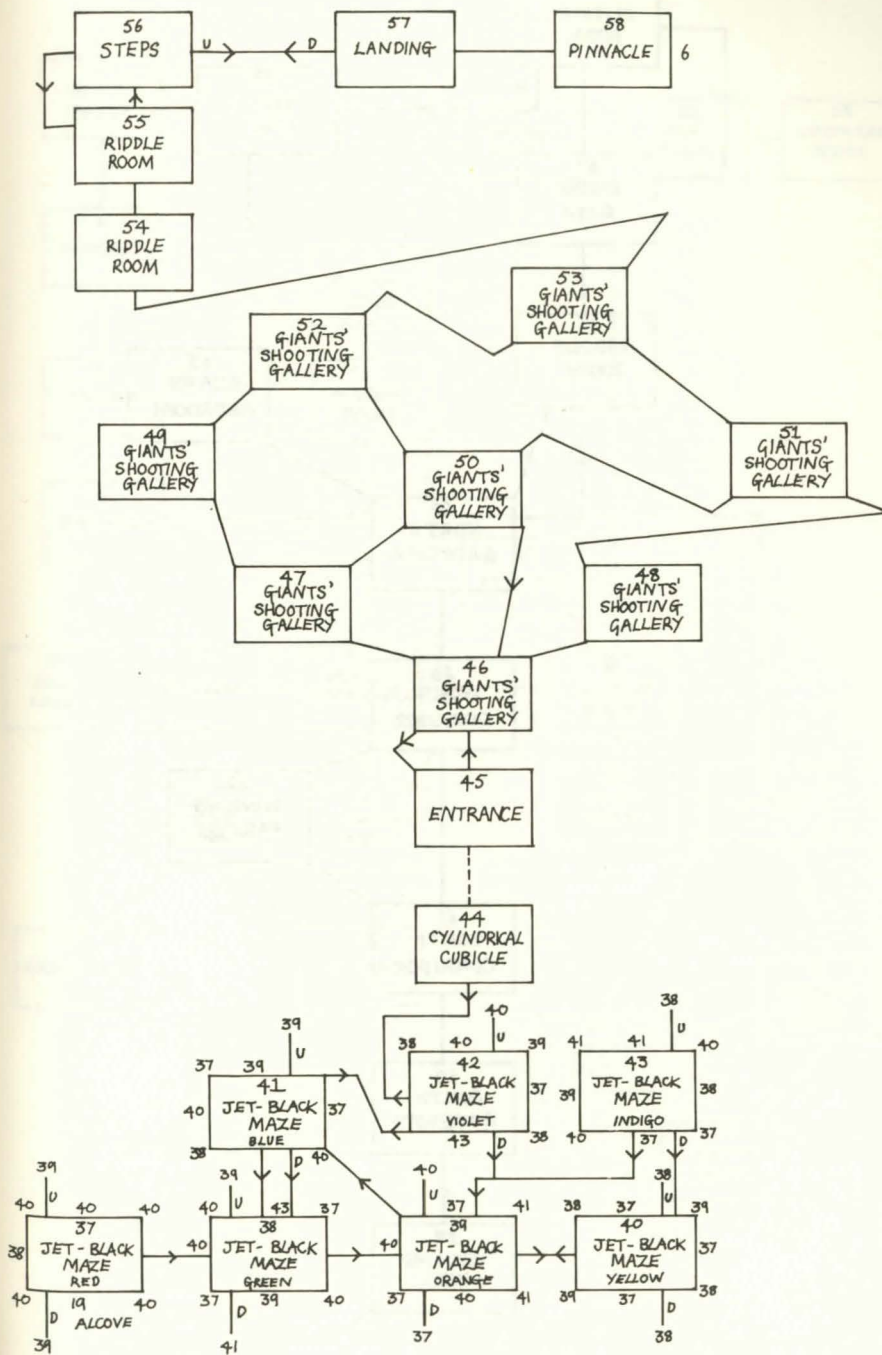 56
STEPS
U
D
57
LANDING
58
PINNACLE
6
55
RIDDLE
ROOM
54
RIDDLE
ROOM
53
GIANTS'
SHOOTING
GALLERY
52
GIANTS'
SHOOTING
GALLERY
49
GIANTS'
SHOOTING
GALLERY
50
GIANTS'
SHOOTING
GALLERY
51
GIANTS'
SHOOTING
GALLERY
47
GIANTS'
SHOOTING
GALLERY
48
GIANTS'
SHOOTING
GALLERY
46
GIANTS'
SHOOTING
GALLERY
45
ENTRANCE
44
CYLINDRICAL
CUBICLE
39
U
37 39
41
JET-BLACK
MAZE
BLUE
40 37
38 D 40
40
U
38 40 39
42
JET-BLACK
MAZE
VIOLET
37
43 D 38
38
U
41 41 40
43
JET-BLACK
MAZE
INDIGO
39 38
40 37 D 37
39
U
40 40 40
37
JET-BLACK
MAZE
RED
38
40 D 19 40
ALCOVE
39
39
U
40 43 37
38
JET-BLACK
MAZE
GREEN
40
37 D 39 40
41
40
U
37 41
39
JET-BLACK
MAZE
ORANGE
40
37 D 40 41
37
38
U
38 37 39
40
JET-BLACK
MAZE
YELLOW
37
39 37 D 38
38